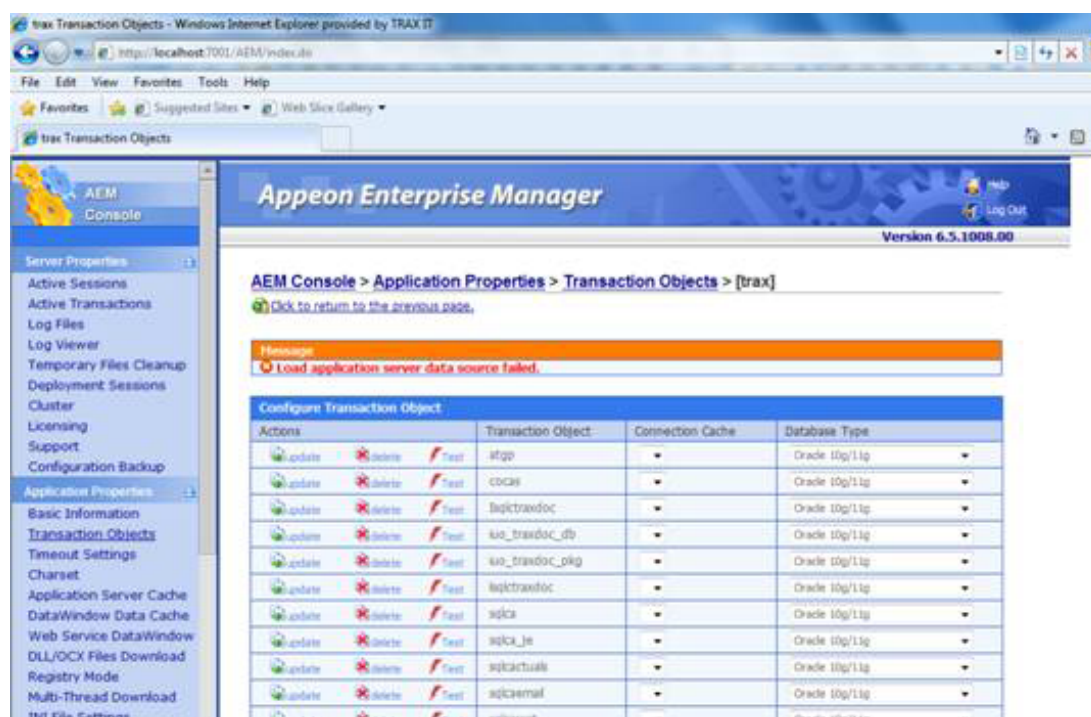 trax Transaction Objects - Windows Internet Explorer provided by TRAX IT
http://localhost:7001/AEM/index.do
File Edit View Favorites Tools Help
Favorites Suggested Sites Web Slice Gallery
trax Transaction Objects
AEM
Console
Appeon Enterprise Manager
Help
Log Out
Version 6.5.1008.00
Server Properties
Active Sessions
Active Transactions
Log Files
Log Viewer
Temporary Files Cleanup
Deployment Sessions
Cluster
Licensing
Support
Configuration Backup
Application Properties
Basic Information
Transaction Objects
Timeout Settings
Charset
Application Server Cache
DataWindow Data Cache
Web Service DataWindow
DLL/OCX Files Download
Registry Mode
Multi-Thread Download
INI File Settings
AEM Console > Application Properties > Transaction Objects > [trax]
Click to return to the previous page.
Message
Load application server data source failed.
Configure Transaction Object
Actions Transaction Object Connection Cache Database Type
update delete Test Oracle 10g/11g
update delete Test cocas Oracle 10g/11g
update delete Test Oracle 10g/11g
update delete Test iuo_traxdoc_db Oracle 10g/11g
update delete Test iuo_traxdoc_pkg Oracle 10g/11g
update delete Test Oracle 10g/11g
update delete Test sqlca Oracle 10g/11g
update delete Test sqlca_je Oracle 10g/11g
update delete Test sqlcactuals Oracle 10g/11g
update delete Test sqlcaemail Oracle 10g/11g